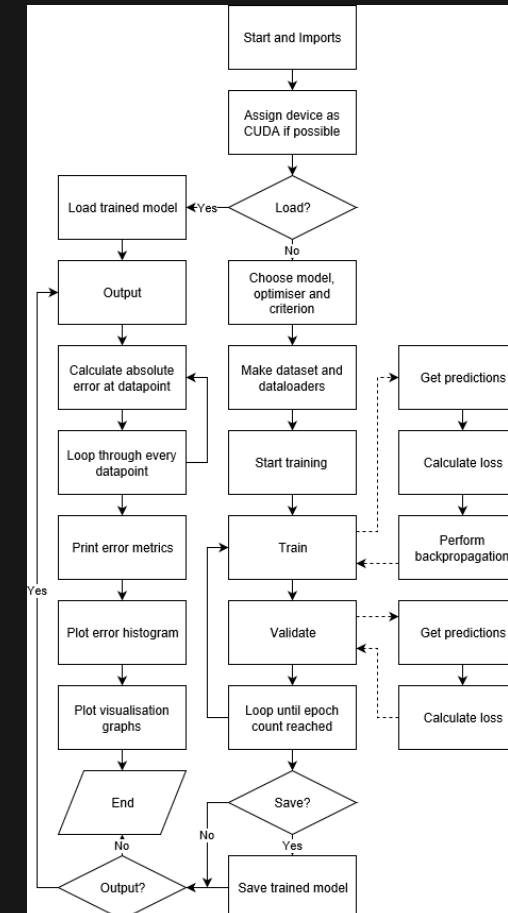 Start and Imports
Assign device as
CUDA if possible
Load trained model
Yes
Load?
No
Output
Choose model,
optimiser and
criterion
Calculate absolute
error at datapoint
Make dataset and
dataloaders
Get predictions
Loop through every
datapoint
Start training
Calculate loss
Print error metrics
Train
Perform
backpropagation
Yes
Plot error histogram
Validate
Get predictions
Plot visualisation
graphs
Loop until epoch
count reached
Calculate loss
End
Save?
No
No
Yes
Output?
Save trained model